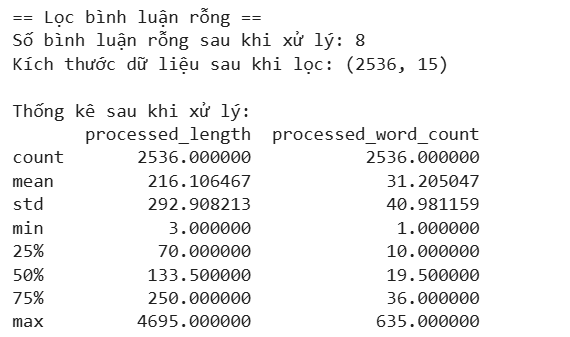 == Lọc bình luận rỗng ==
Số bình luận rỗng sau khi xử lý: 8
Kích thước dữ liệu sau khi lọc: (2536, 15)

Thống kê sau khi xử lý:
       processed_length  processed_word_count
count       2536.000000           2536.000000
mean         216.106467             31.205047
std          292.908213             40.981159
min            3.000000              1.000000
25%           70.000000             10.000000
50%          133.500000             19.500000
75%          250.000000             36.000000
max         4695.000000            635.000000